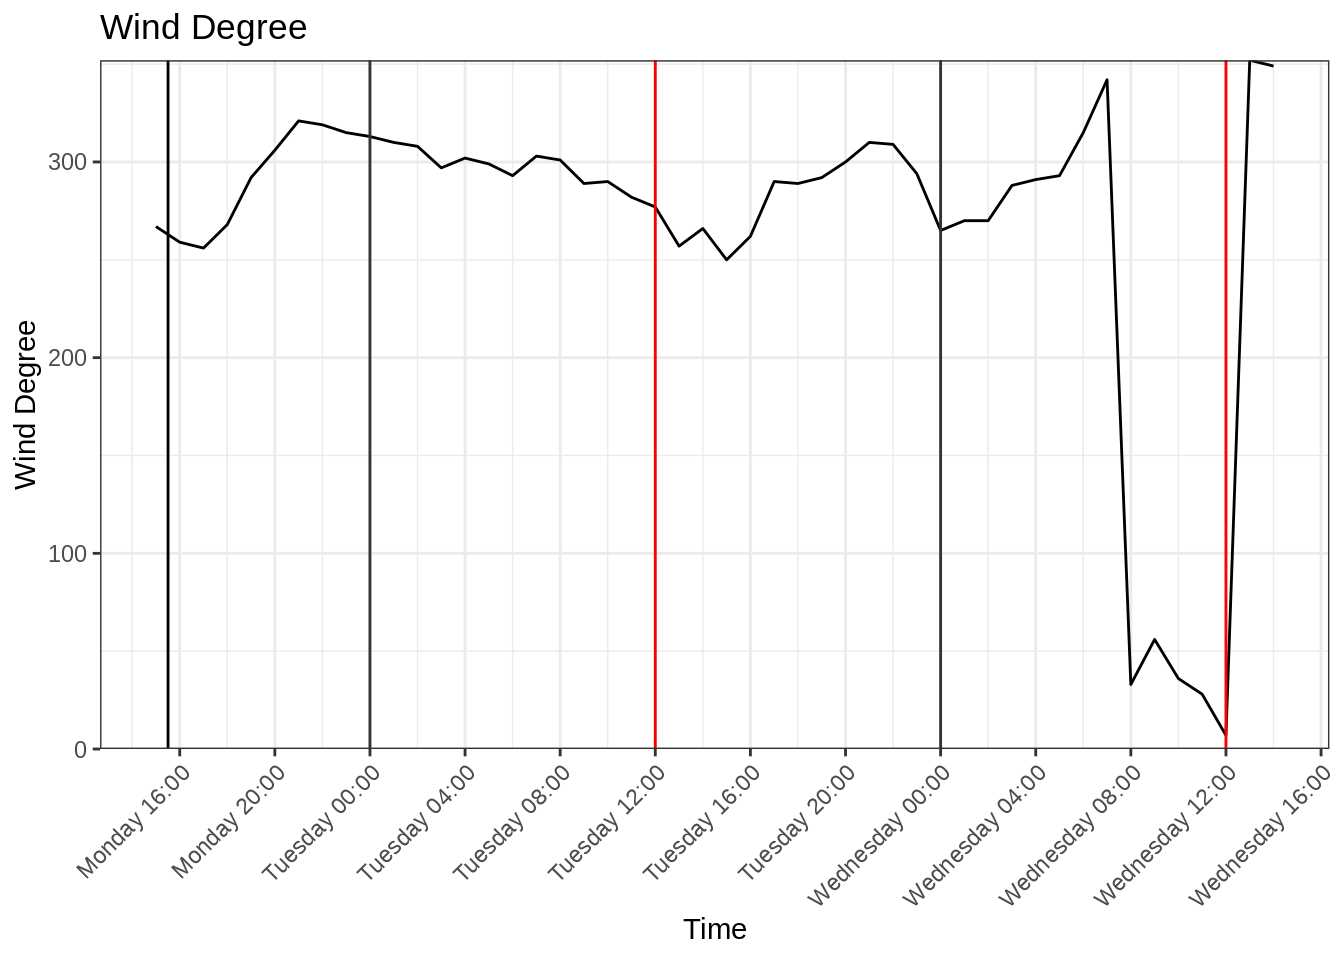 Wind Degree
Wind Degree
300
200
100
0
Monday 16:00
Monday 20:00
Tuesday 00:00
Tuesday 04:00
Tuesday 08:00
Tuesday 12:00
Tuesday 16:00
Tuesday 20:00
Wednesday 00:00
Wednesday 04:00
Wednesday 08:00
Wednesday 12:00
Wednesday 16:00
Time